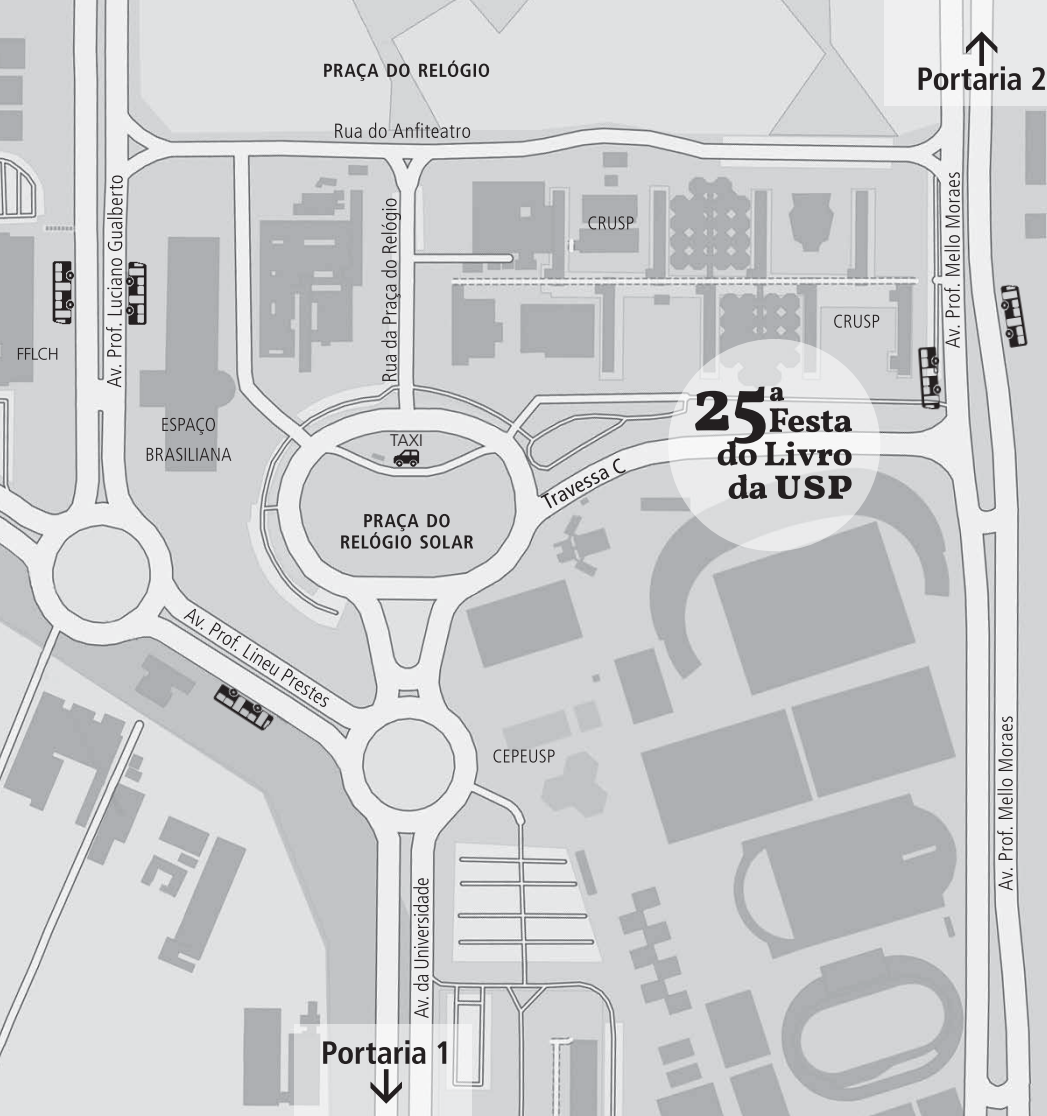 Portaria 2
PRAÇA DO RELÓGIO
Rua do Anfiteatro
Av. Prof. Luciano Gualberto
Rua da Praça do Relógio
Av. Prof. Mello Moraes
CRUSP
CRUSP
FFLCH
ESPAÇO
BRASILIANA
TAXI
25ª
Festa
do Livro
da USP
Travessa C
PRAÇA DO
RELÓGIO SOLAR
Av. Prof. Lineu Prestes
CEPEUSP
Av. Prof. Mello Moraes
Av. da Universidade
Portaria 1